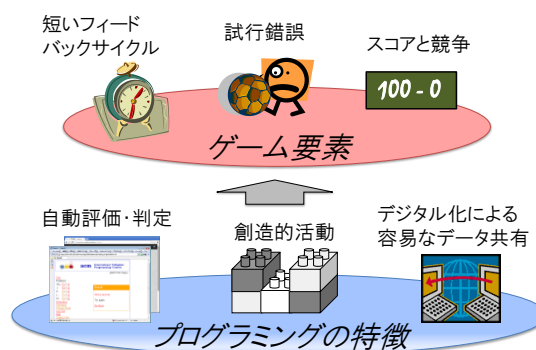 短いフィード
バックサイクル
試行錯誤
スコアと競争
100 - 0
ゲーム要素
自動評価・判定
創造的活動
デジタル化による
容易なデータ共有
プログラミングの特徴